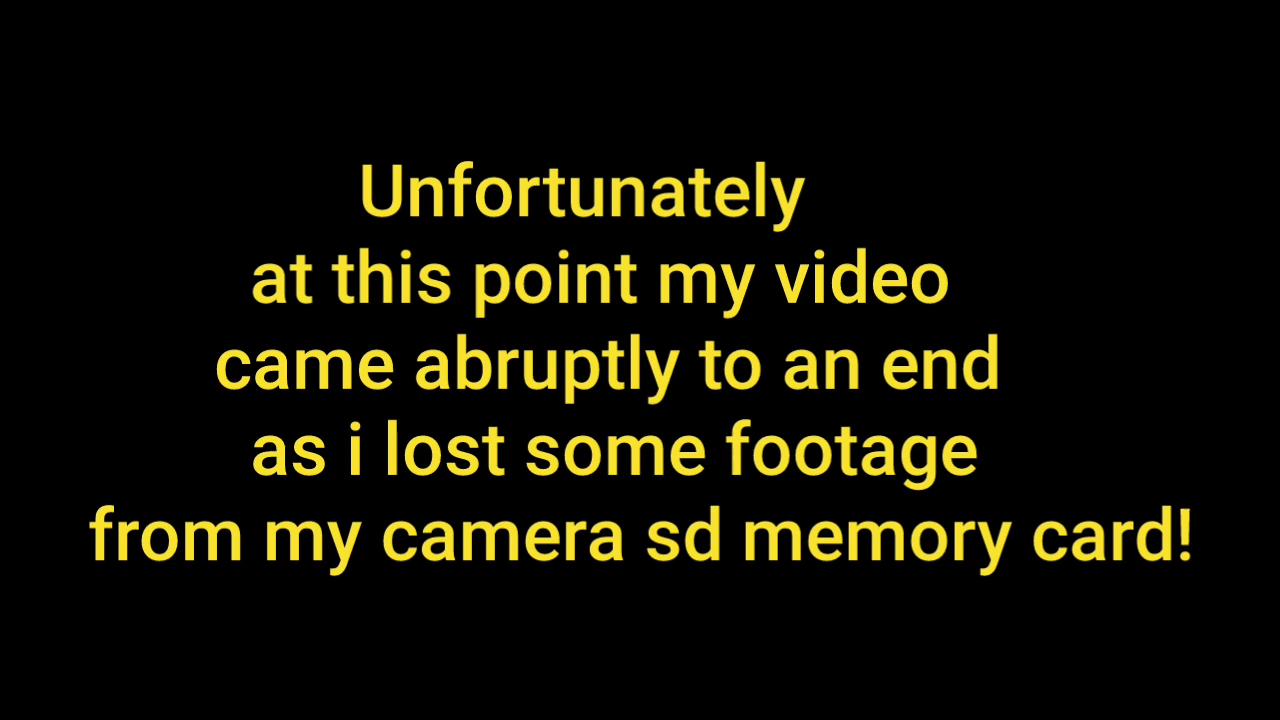 Unfortunately
at this point my video
came abruptly to an end
as i lost some footage
from my camera sd memory card!